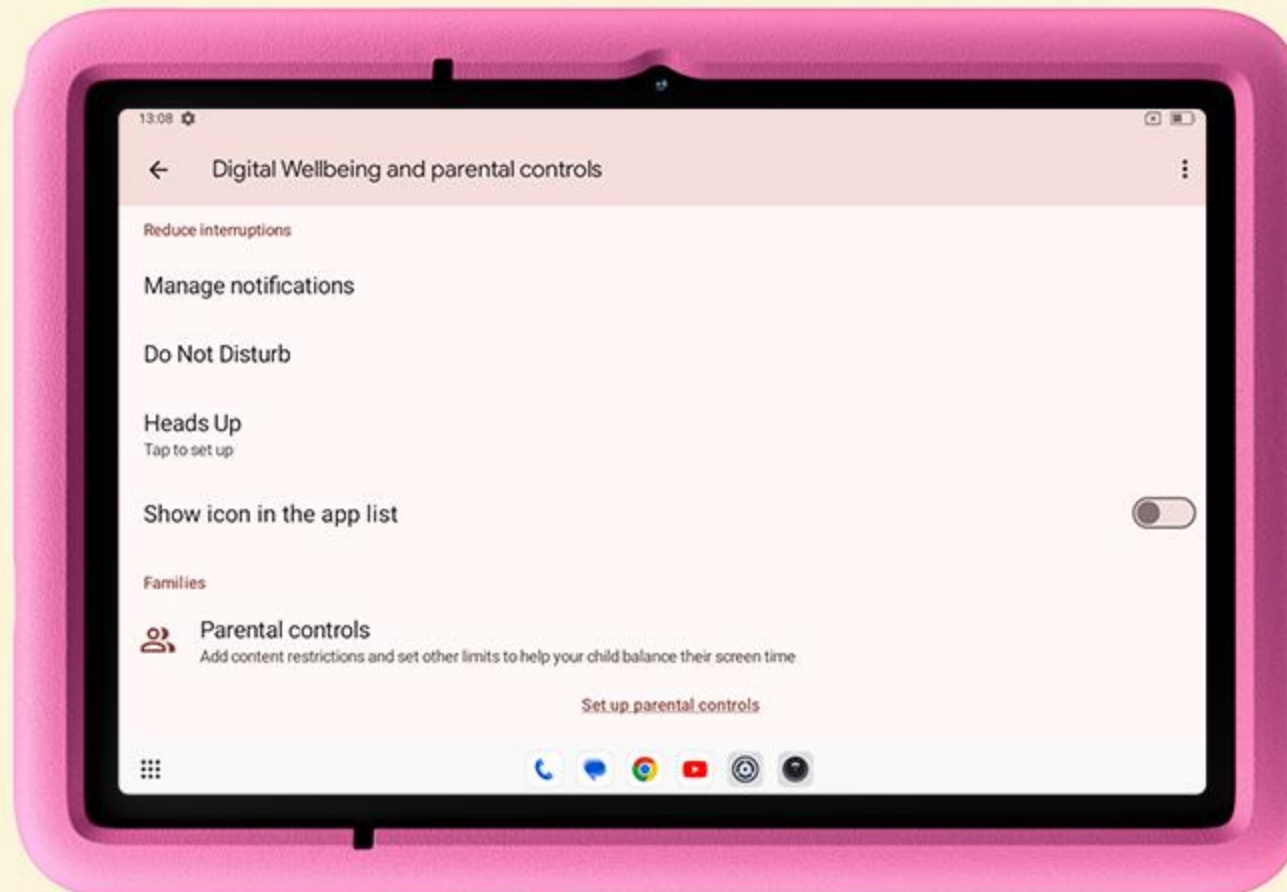 13:08
Digital Wellbeing and parental controls
Reduce interruptions
Manage notifications
Do Not Disturb
Heads Up
Tap to set up
Show icon in the app list
Families
Parental controls
Add content restrictions and set other limits to help your child balance their screen time
Set up parental controls